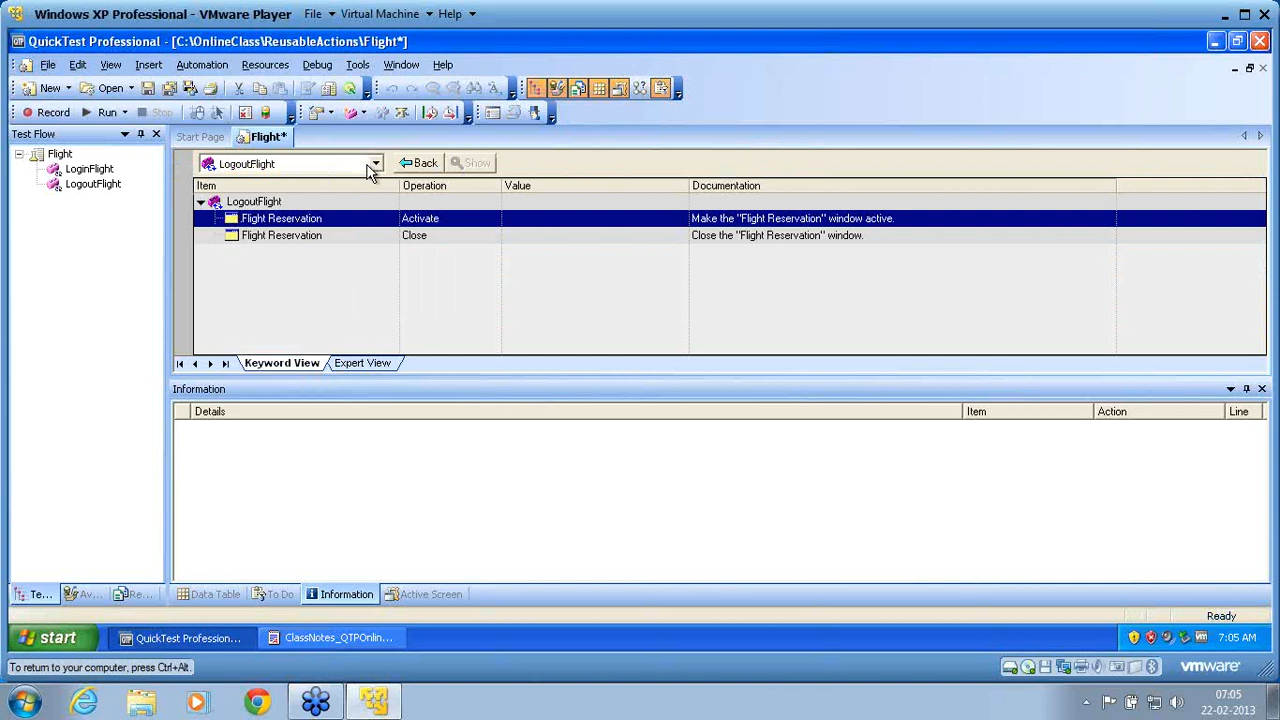 Windows XP Professional - VMware Player File Virtual Machine Help
QuickTest Professional - [C:\OnlineClass\ReusableActions\Flight*]
File Edit View Insert Automation Resources Debug Tools Window Help
New Open
Record Run Stop
Test Flow
Start Page Flight*
Flight
LoginFlight
LogoutFlight
LogoutFlight Back Show
Item Operation Value Documentation
LogoutFlight
Flight Reservation Activate Make the "Flight Reservation" window active.
Flight Reservation Close Close the "Flight Reservation" window.
Keyword View Expert View
Information
Details Item Action Line
Te... Av... Re... Data Table To Do Information Active Screen
Ready
start QuickTest Profession... ClassNotes_QTPOnlin... 7:05 AM
To return to your computer, press Ctrl+Alt. vmware
07:05
22-02-2013